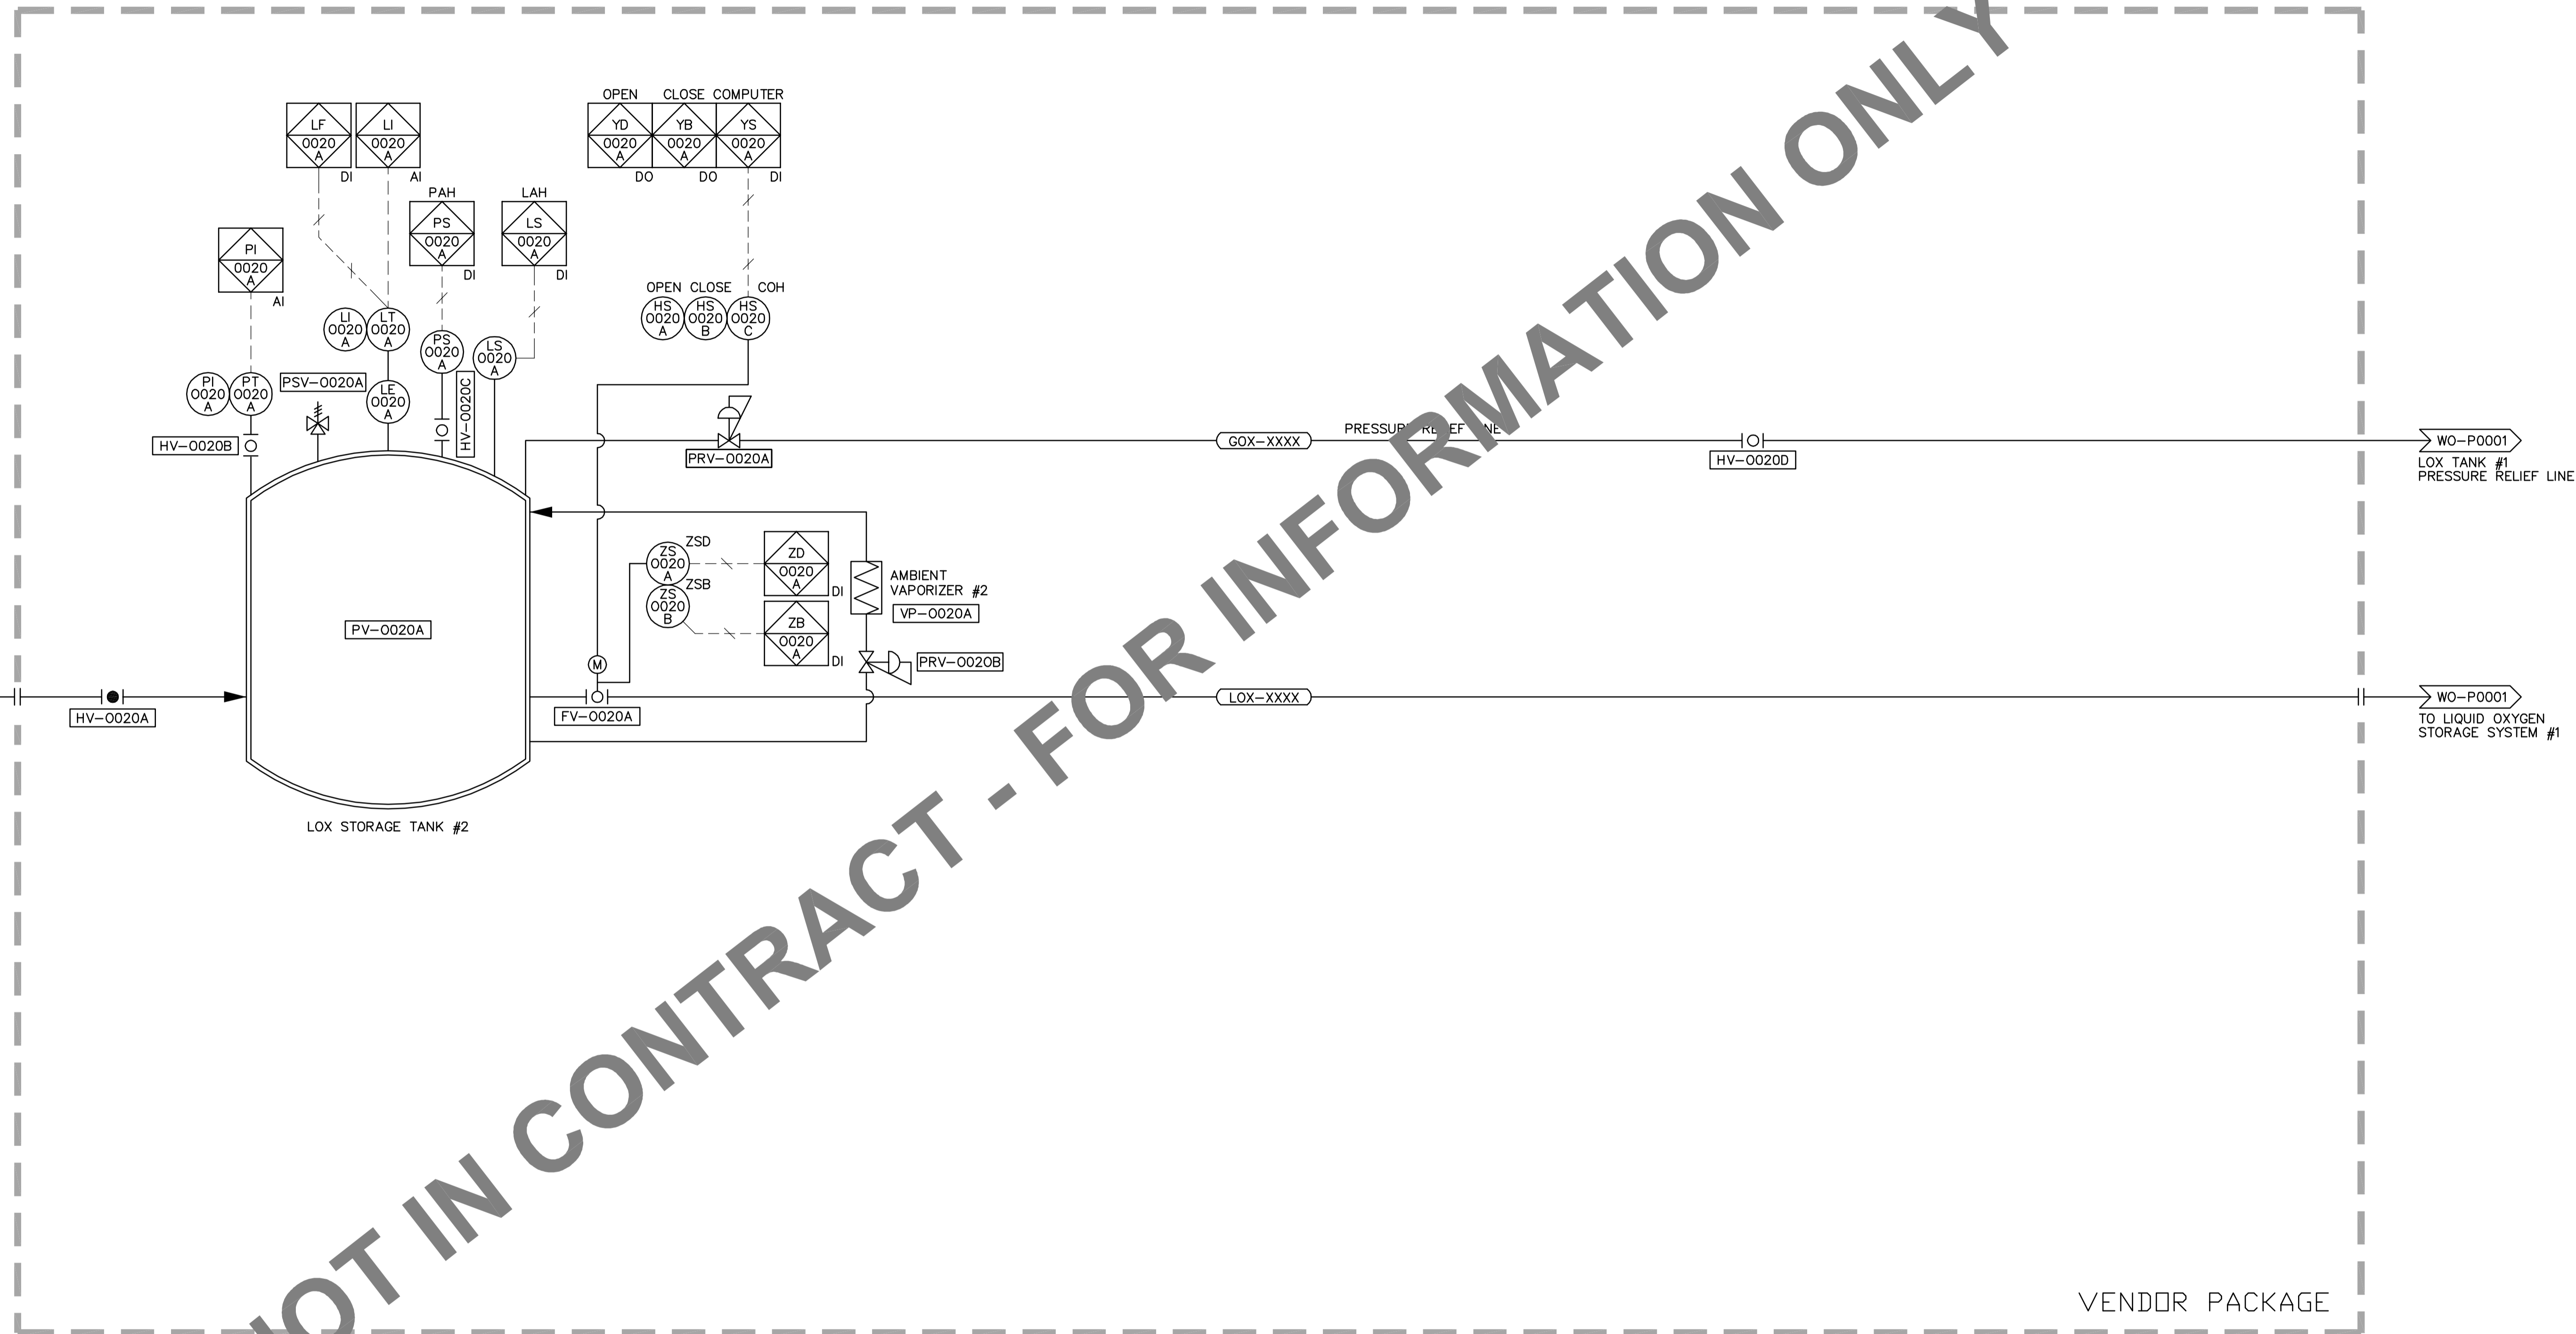 OPEN CLOSE COMPUTER
LF
0020
A
DI
LI
0020
A
AI
YD
0020
A
DO
YB
0020
A
DO
YS
0020
A
DI
PAH
PS
0020
A
DI
LAH
LS
0020
A
DI
PI
0020
A
AI
OPEN CLOSE COH
HS
0020
A
HS
0020
B
HS
0020
C
LI
0020
A
LT
0020
A
PS
0020
A
LS
0020
A
PI
0020
A
PT
0020
A
PSV-0020A
LE
0020
A
HV-0020C
HV-0020B
PRV-0020A
GOX-XXXX
PRESSURE RELIEF LINE
HV-0020D
WO-P0001
LOX TANK #1
PRESSURE RELIEF LINE
ZSD
ZS
0020
A
ZD
0020
A
DI
ZSB
ZS
0020
B
ZB
0020
A
DI
AMBIENT
VAPORIZER #2
VP-0020A
PRV-0020B
PV-0020A
HV-0020A
FV-0020A
M
LOX-XXXX
WO-P0001
TO LIQUID OXYGEN
STORAGE SYSTEM #1
LOX STORAGE TANK #2
NOT IN CONTRACT - FOR INFORMATION ONLY
VENDOR PACKAGE